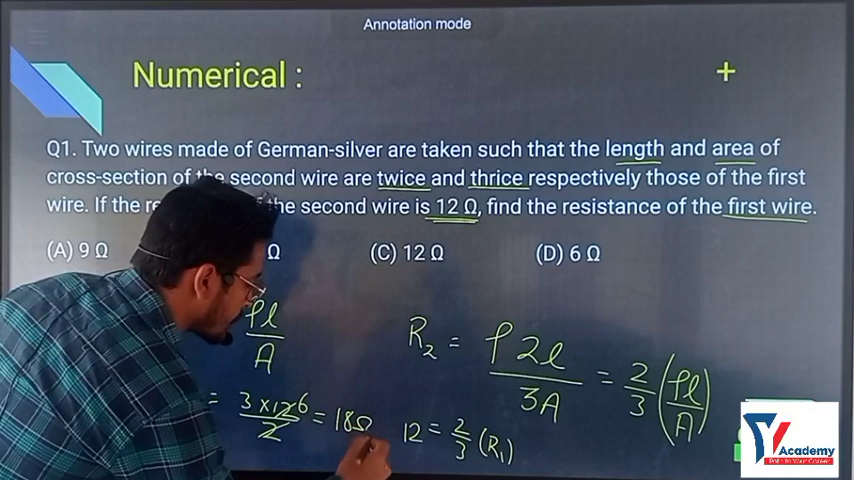 Annotation mode
Numerical :
+
Q1. Two wires made of German-silver are taken such that the length and area of
cross-section of the second wire are twice and thrice respectively those of the first
wire. If the the second wire is 12 Ω, find the resistance of the first wire.
(A) 9 Ω Ω (C) 12 Ω (D) 6 Ω
ρl/A R₂ = ρ2l/3A = 2/3 (ρl/A)
= 3 × 12 6/2 = 18Ω 12 = 2/3 (R₁)
Academy